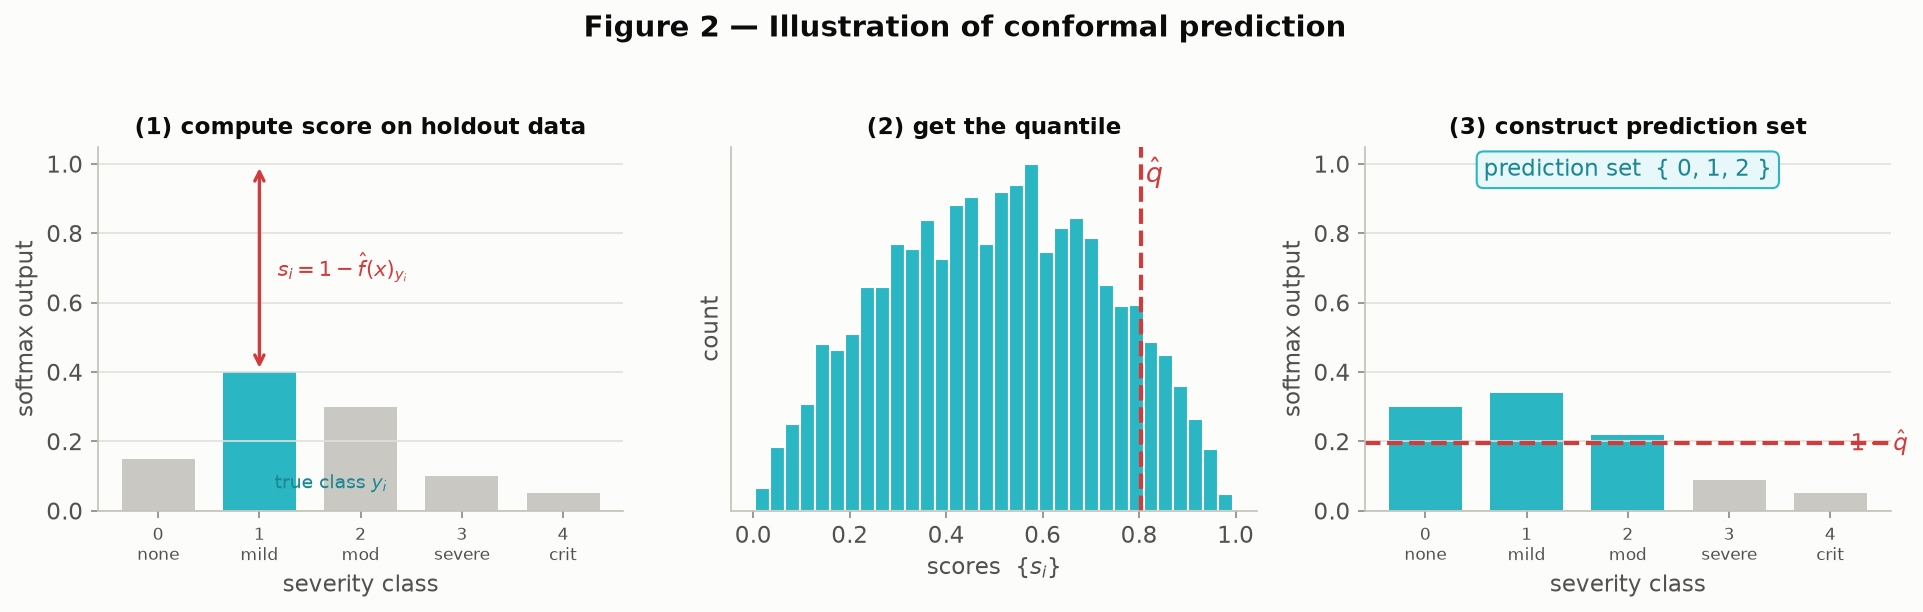 Figure 2 — Illustration of conformal prediction
(1) compute score on holdout data
softmax output
1.0
0.8
0.6
0.4
0.2
0.0
sᵢ = 1 − f̂(x)yᵢ
true class yᵢ
0 1 2 3 4
none mild mod severe crit
severity class
(2) get the quantile
count
q̂
0.0 0.2 0.4 0.6 0.8 1.0
scores {sᵢ}
(3) construct prediction set
softmax output
1.0
0.8
0.6
0.4
0.2
0.0
prediction set { 0, 1, 2 }
1 − q̂
0 1 2 3 4
none mild mod severe crit
severity class